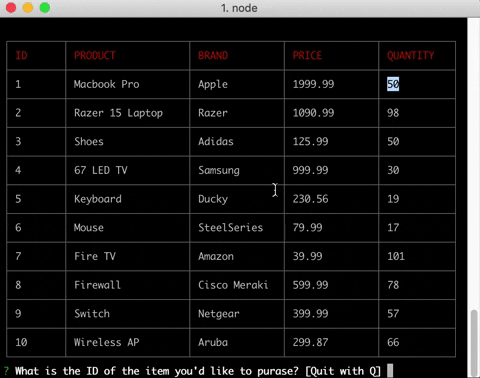 1. node
ID PRODUCT BRAND PRICE QUANTITY
1 Macbook Pro Apple 1999.99 50
2 Razer 15 Laptop Razer 1090.99 98
3 Shoes Adidas 125.99 50
4 67 LED TV Samsung 999.99 30
5 Keyboard Ducky 230.56 19
6 Mouse SteelSeries 79.99 17
7 Fire TV Amazon 39.99 101
8 Firewall Cisco Meraki 599.99 78
9 Switch Netgear 399.99 57
10 Wireless AP Aruba 299.87 66
? What is the ID of the item you'd like to purase? [Quit with Q]